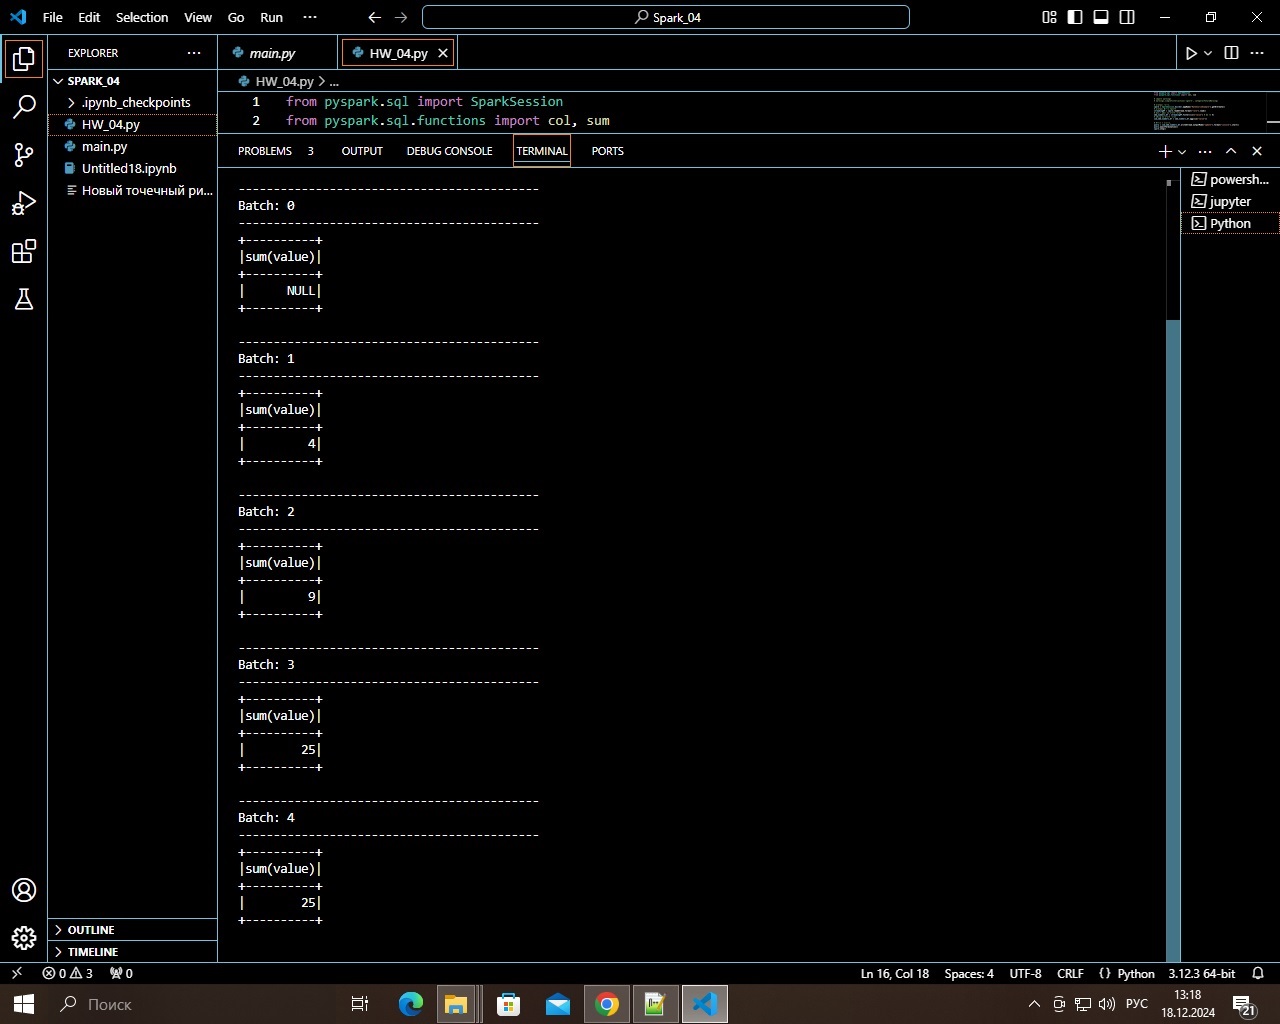 File Edit Selection View Go Run ···
Spark_04
EXPLORER ···
SPARK_04
.ipynb_checkpoints
HW_04.py
main.py
Untitled18.ipynb
Новый точечный ри...
OUTLINE
TIMELINE
main.py
HW_04.py
HW_04.py > ...
1 from pyspark.sql import SparkSession
2 from pyspark.sql.functions import col, sum
PROBLEMS 3 OUTPUT DEBUG CONSOLE TERMINAL PORTS
-------------------------------------------
Batch: 0
-------------------------------------------
+----------+
|sum(value)|
+----------+
|      NULL|
+----------+
-------------------------------------------
Batch: 1
-------------------------------------------
+----------+
|sum(value)|
+----------+
|         4|
+----------+
-------------------------------------------
Batch: 2
-------------------------------------------
+----------+
|sum(value)|
+----------+
|         9|
+----------+
-------------------------------------------
Batch: 3
-------------------------------------------
+----------+
|sum(value)|
+----------+
|        25|
+----------+
-------------------------------------------
Batch: 4
-------------------------------------------
+----------+
|sum(value)|
+----------+
|        25|
+----------+
powersh...
jupyter
Python
0 3 0
Ln 16, Col 18 Spaces: 4 UTF-8 CRLF {} Python 3.12.3 64-bit
Поиск
РУС
13:18
18.12.2024
21